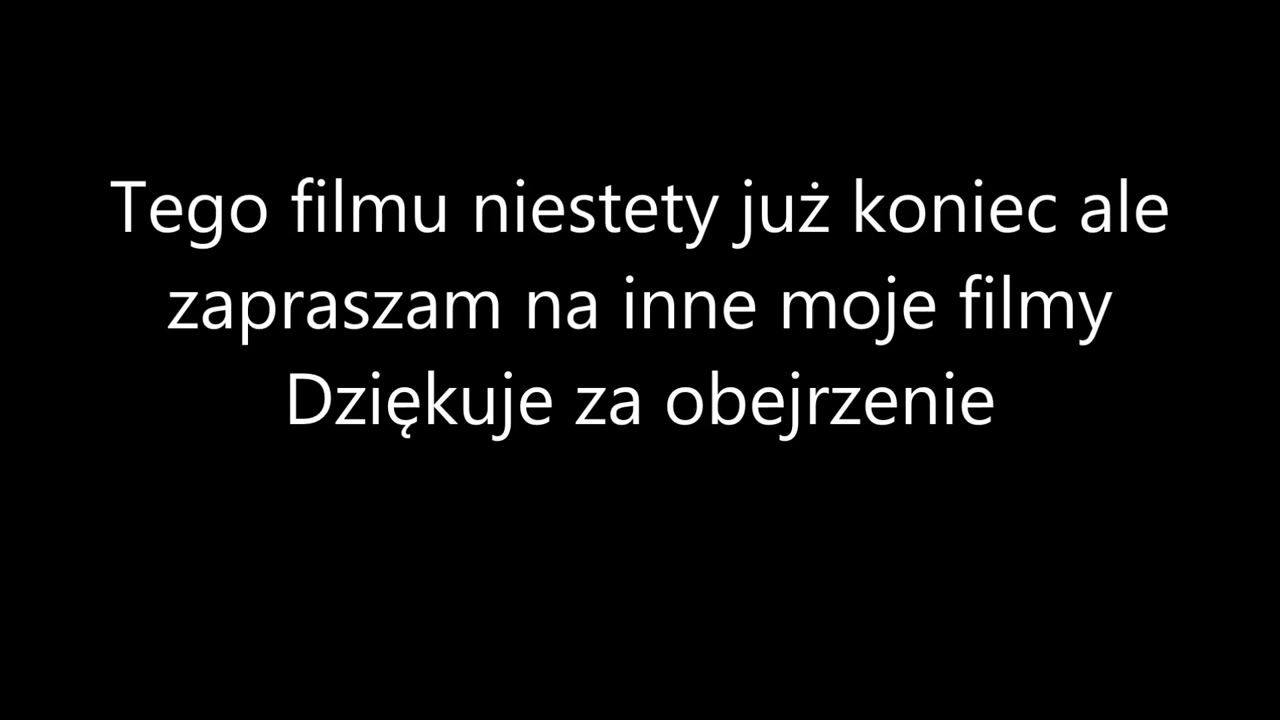 Tego filmu niestety już koniec ale
zapraszam na inne moje filmy
Dziękuje za obejrzenie